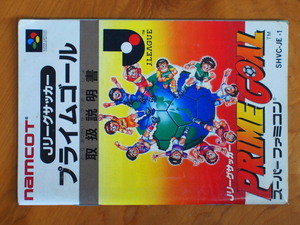 namcot
Jリーグサッカー
プライムゴール
取扱説明書
J.LEAGUE
TM
Jリーグサッカー
PRIME GOAL
TM
スーパーファミコン
SHVC-JE-1